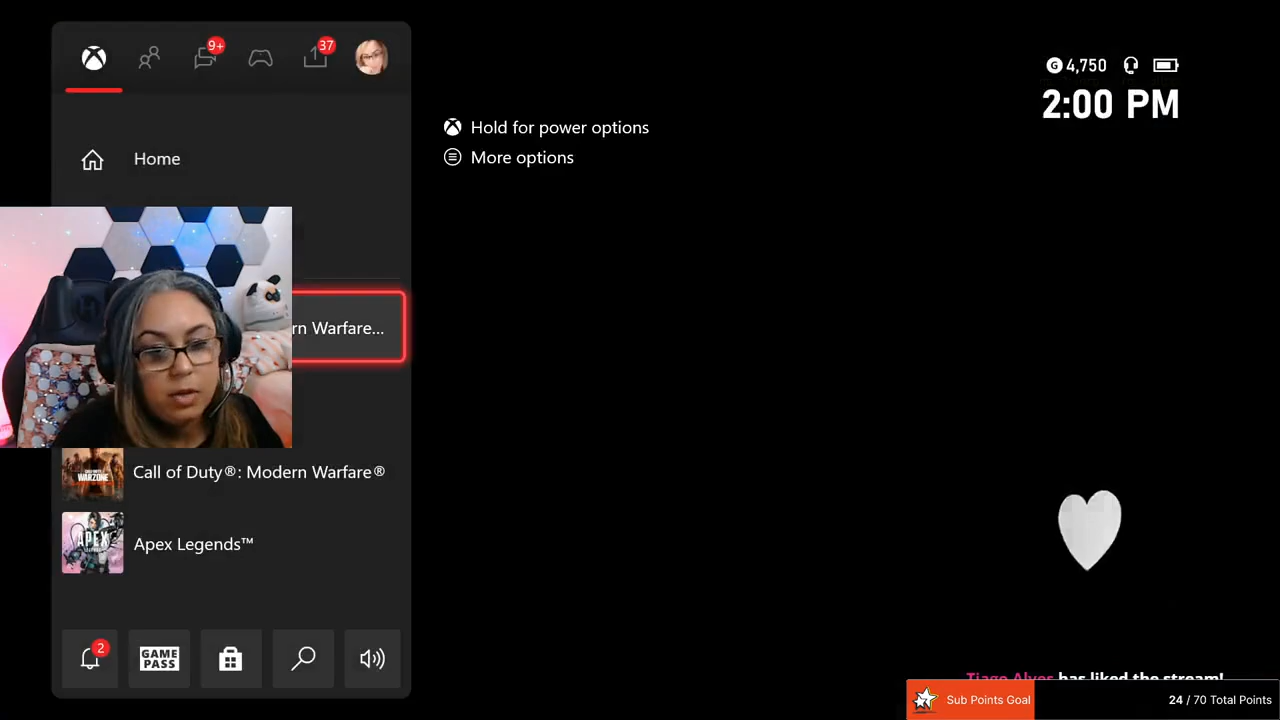 9+
37
G 4,750
2:00 PM
Hold for power options
More options
Home
rn Warfare...
WARZONE
Call of Duty®: Modern Warfare®
APEX
Apex Legends™
2
GAME
PASS
Tiago Alves has liked the stream!
Sub Points Goal
24 / 70 Total Points